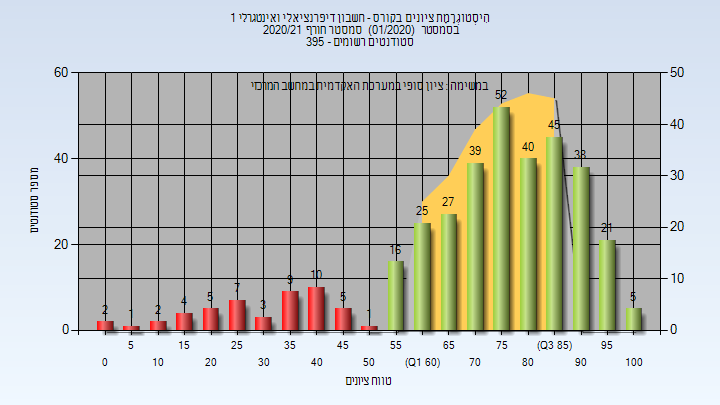 היסטוגרמת ציונים בקורס - חשבון דיפרנציאלי ואינטגרלי 1
בסמסטר (01/2020) סמסטר חורף 2020/21
סטודנטים רשומים - 395
במשימה : ציון סופי במערכת האקדמית במחשב המרכזי
60 50
40 40 30
20 20 10
0 0
מספר סטודנטים
2 1 2 4 5 7 3 9 10 5 1 16 25 27 39 52 40 45 38 21 5
5 15 25 35 45 55 65 75 (Q3 85) 95
0 10 20 30 40 50 (Q1 60) 70 80 90 100
טווח ציונים